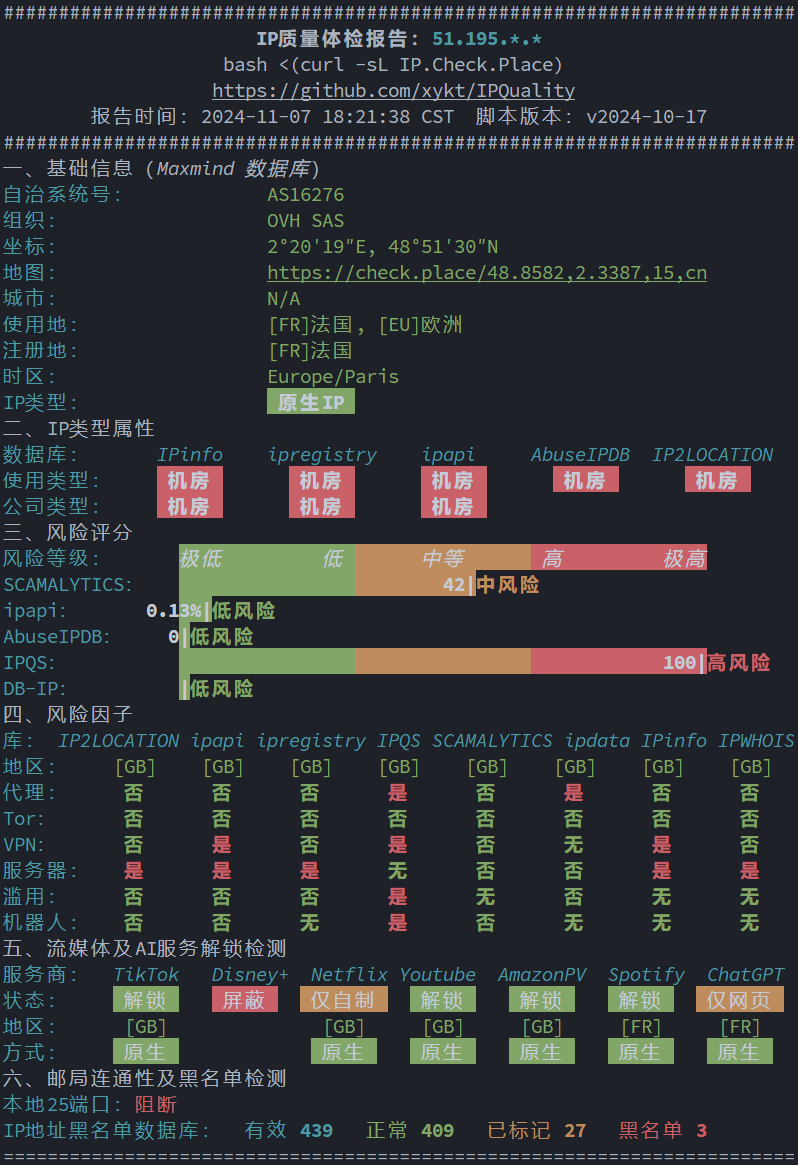 ########################################################################
IP质量体检报告: 51.195.*.*
bash <(curl -sL IP.Check.Place)
https://github.com/xykt/IPQuality
报告时间: 2024-11-07 18:21:38 CST 脚本版本: v2024-10-17
########################################################################
一、基础信息 (Maxmind 数据库)
自治系统号: AS16276
组织: OVH SAS
坐标: 2°20′19″E, 48°51′30″N
地图: https://check.place/48.8582,2.3387,15,cn
城市: N/A
使用地: [FR]法国, [EU]欧洲
注册地: [FR]法国
时区: Europe/Paris
IP类型: 原生IP
二、IP类型属性
数据库: IPinfo ipregistry ipapi AbuseIPDB IP2LOCATION
使用类型: 机房 机房 机房 机房 机房
公司类型: 机房 机房 机房
三、风险评分
风险等级: 极低 低 中等 高 极高
SCAMALYTICS: 42|中风险
ipapi: 0.13%|低风险
AbuseIPDB: 0|低风险
IPQS: 100|高风险
DB-IP: |低风险
四、风险因子
库: IP2LOCATION ipapi ipregistry IPQS SCAMALYTICS ipdata IPinfo IPWHOIS
地区: [GB] [GB] [GB] [GB] [GB] [GB] [GB] [GB]
代理: 否 否 否 是 否 是 否 否
Tor: 否 否 否 否 否 否 否 否
VPN: 否 是 否 是 否 无 是 否
服务器: 是 是 是 无 否 否 是 是
滥用: 否 否 否 是 无 否 无 无
机器人: 否 否 无 是 否 无 无 无
五、流媒体及AI服务解锁检测
服务商: TikTok Disney+ Netflix Youtube AmazonPV Spotify ChatGPT
状态: 解锁 屏蔽 仅自制 解锁 解锁 解锁 仅网页
地区: [GB] [GB] [GB] [GB] [FR] [FR]
方式: 原生 原生 原生 原生 原生 原生
六、邮局连通性及黑名单检测
本地25端口: 阻断
IP地址黑名单数据库: 有效 439 正常 409 已标记 27 黑名单 3
========================================================================